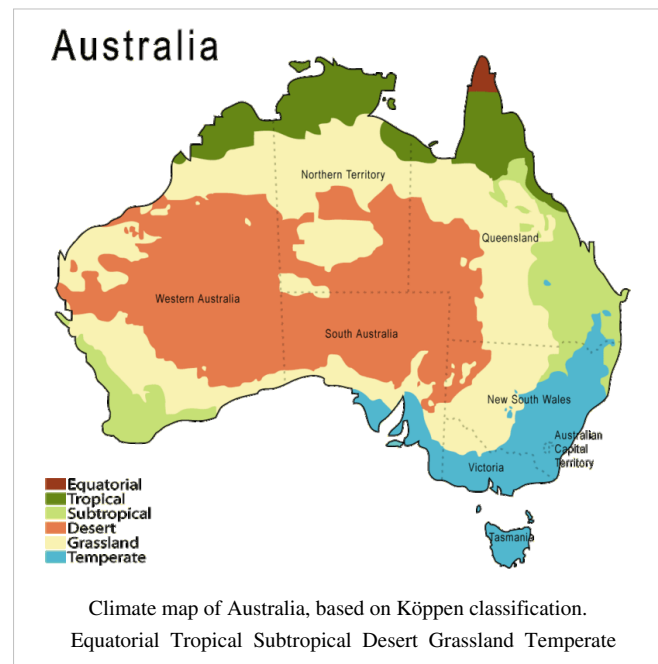 Australia
Northern Territory
Queensland
Western Australia
South Australia
New South Wales
Australian
Capital
Territory
Victoria
Tasmania
Equatorial
Tropical
Subtropical
Desert
Grassland
Temperate
Climate map of Australia, based on Köppen classification.
Equatorial Tropical Subtropical Desert Grassland Temperate